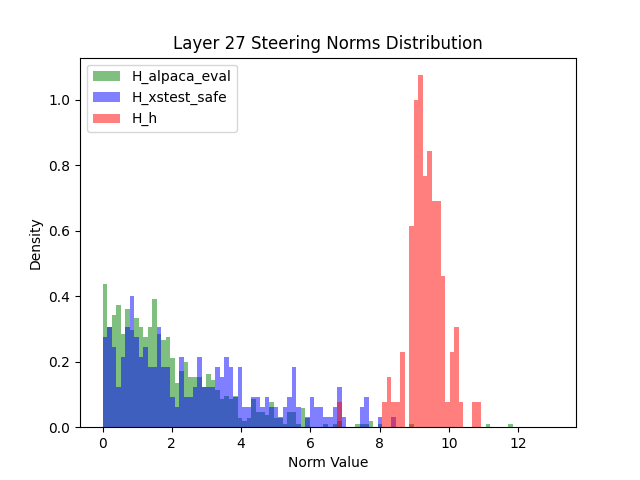 Layer 27 Steering Norms Distribution
H_alpaca_eval
H_xstest_safe
H_h
Density
1.0
0.8
0.6
0.4
0.2
0.0
0 2 4 6 8 10 12
Norm Value